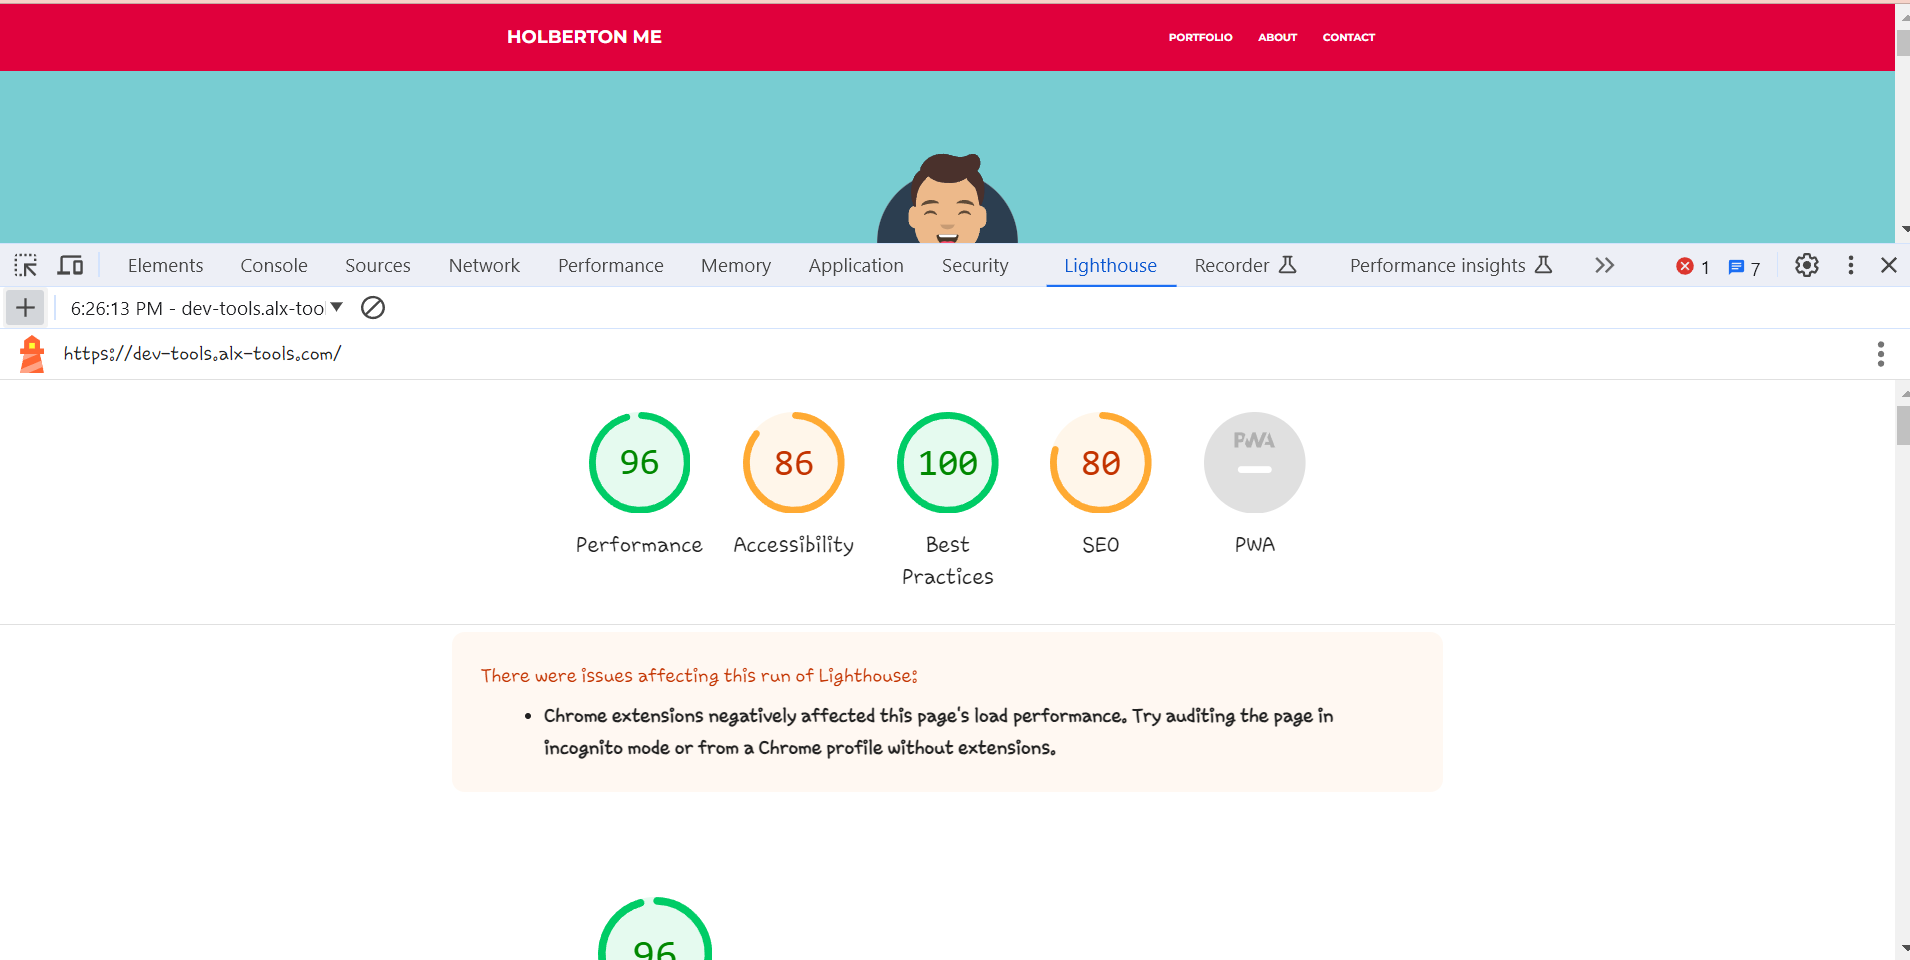 HOLBERTON ME PORTFOLIO ABOUT CONTACT
Elements Console Sources Network Performance Memory Application Security Lighthouse Recorder Performance insights 1 7
6:26:13 PM - dev-tools.alx-too
https://dev-tools.alx-tools.com/
96 86 100 80 PWA
Performance Accessibility Best Practices SEO PWA
There were issues affecting this run of Lighthouse:
• Chrome extensions negatively affected this page's load performance. Try auditing the page in
incognito mode or from a Chrome profile without extensions.
96